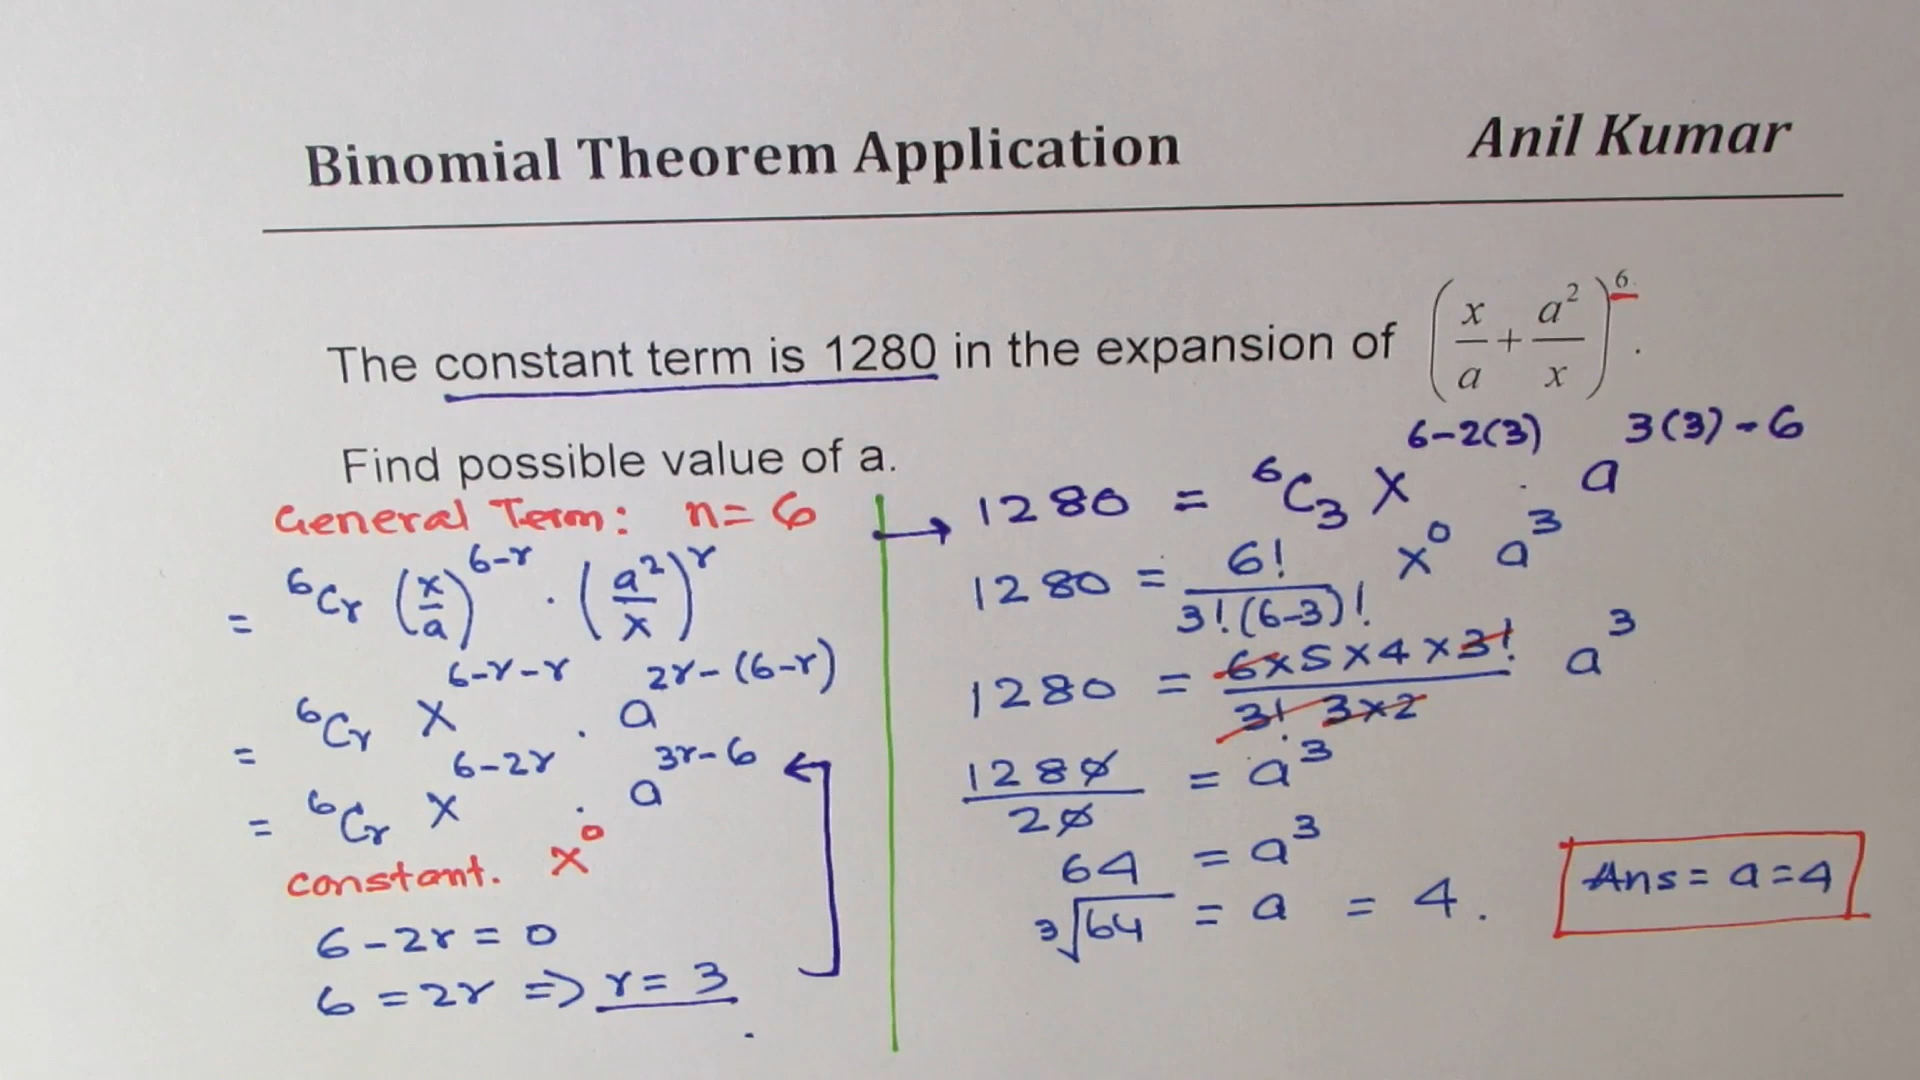 Binomial Theorem Application Anil Kumar
The constant term is 1280 in the expansion of (x/a + a²/x)⁶.
Find possible value of a.
General Term: n = 6
= ⁶Cr (x/a)^(6-r) · (a²/x)^r
= ⁶Cr x^(6-r-r) · a^(2r-(6-r))
= ⁶Cr x^(6-2r) · a^(3r-6)
constant. x⁰
6 - 2r = 0
6 = 2r => r = 3
1280 = ⁶C₃ x^(6-2(3)) · a^(3(3)-6)
1280 = 6!/(3!(6-3)!) x⁰ a³
1280 = (6×5×4×3!)/(3! 3×2) a³
1280/20 = a³
64 = a³
³√64 = a = 4.
Ans = a = 4